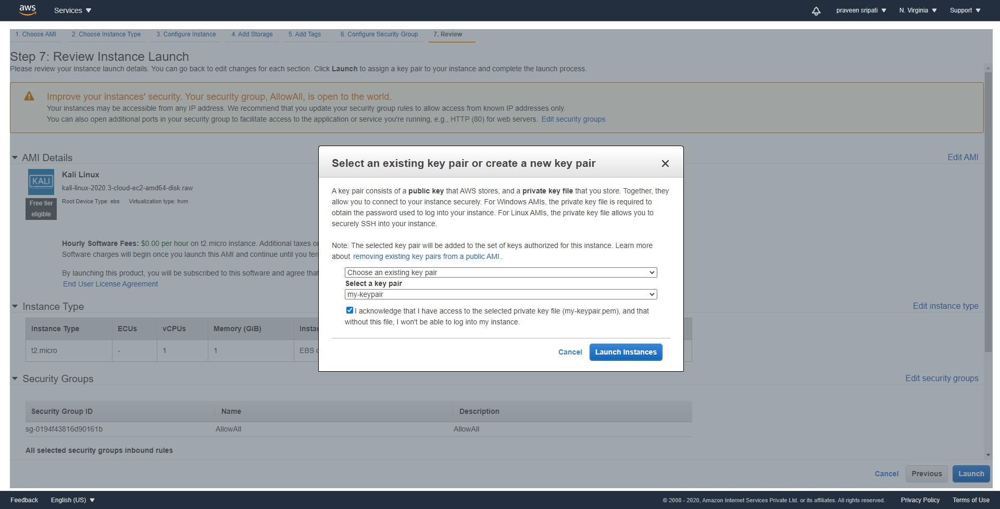 aws
Services
praveen sripati
N. Virginia
Support
1. Choose AMI
2. Choose Instance Type
3. Configure Instance
4. Add Storage
5. Add Tags
6. Configure Security Group
7. Review
Step 7: Review Instance Launch
Please review your instance launch details. You can go back to edit changes for each section. Click Launch to assign a key pair to your instance and complete the launch process.
Improve your instances' security. Your security group, AllowAll, is open to the world.
Your instances may be accessible from any IP address. We recommend that you update your security group rules to allow access from known IP addresses only.
You can also open additional ports in your security group to facilitate access to the application or service you're running, e.g., HTTP (80) for web servers. Edit security groups
AMI Details
Edit AMI
KALI
Kali Linux
kali-linux-2020.3-cloud-ec2-amd64-disk.raw
Free tier
eligible
Root Device Type: ebs Virtualization type: hvm
Hourly Software Fees: $0.00 per hour on t2.micro instance. Additional taxes or
Software charges will begin once you launch this AMI and continue until you ter
By launching this product, you will be subscribed to this software and agree that
End User License Agreement
Instance Type
Edit instance type
Instance Type ECUs vCPUs Memory (GiB) Insta
t2.micro - 1 1 EBS
Security Groups
Edit security groups
Security Group ID Name Description
sg-0194f43816d90161b AllowAll AllowAll
All selected security groups inbound rules
Select an existing key pair or create a new key pair
A key pair consists of a public key that AWS stores, and a private key file that you store. Together, they
allow you to connect to your instance securely. For Windows AMIs, the private key file is required to
obtain the password used to log into your instance. For Linux AMIs, the private key file allows you to
securely SSH into your instance.
Note: The selected key pair will be added to the set of keys authorized for this instance. Learn more
about removing existing key pairs from a public AMI .
Choose an existing key pair
Select a key pair
my-keypair
I acknowledge that I have access to the selected private key file (my-keypair.pem), and that
without this file, I won't be able to log into my instance.
Cancel
Launch Instances
Cancel
Previous
Launch
Feedback
English (US)
© 2008 - 2020, Amazon Internet Services Private Ltd. or its affiliates. All rights reserved.
Privacy Policy
Terms of Use